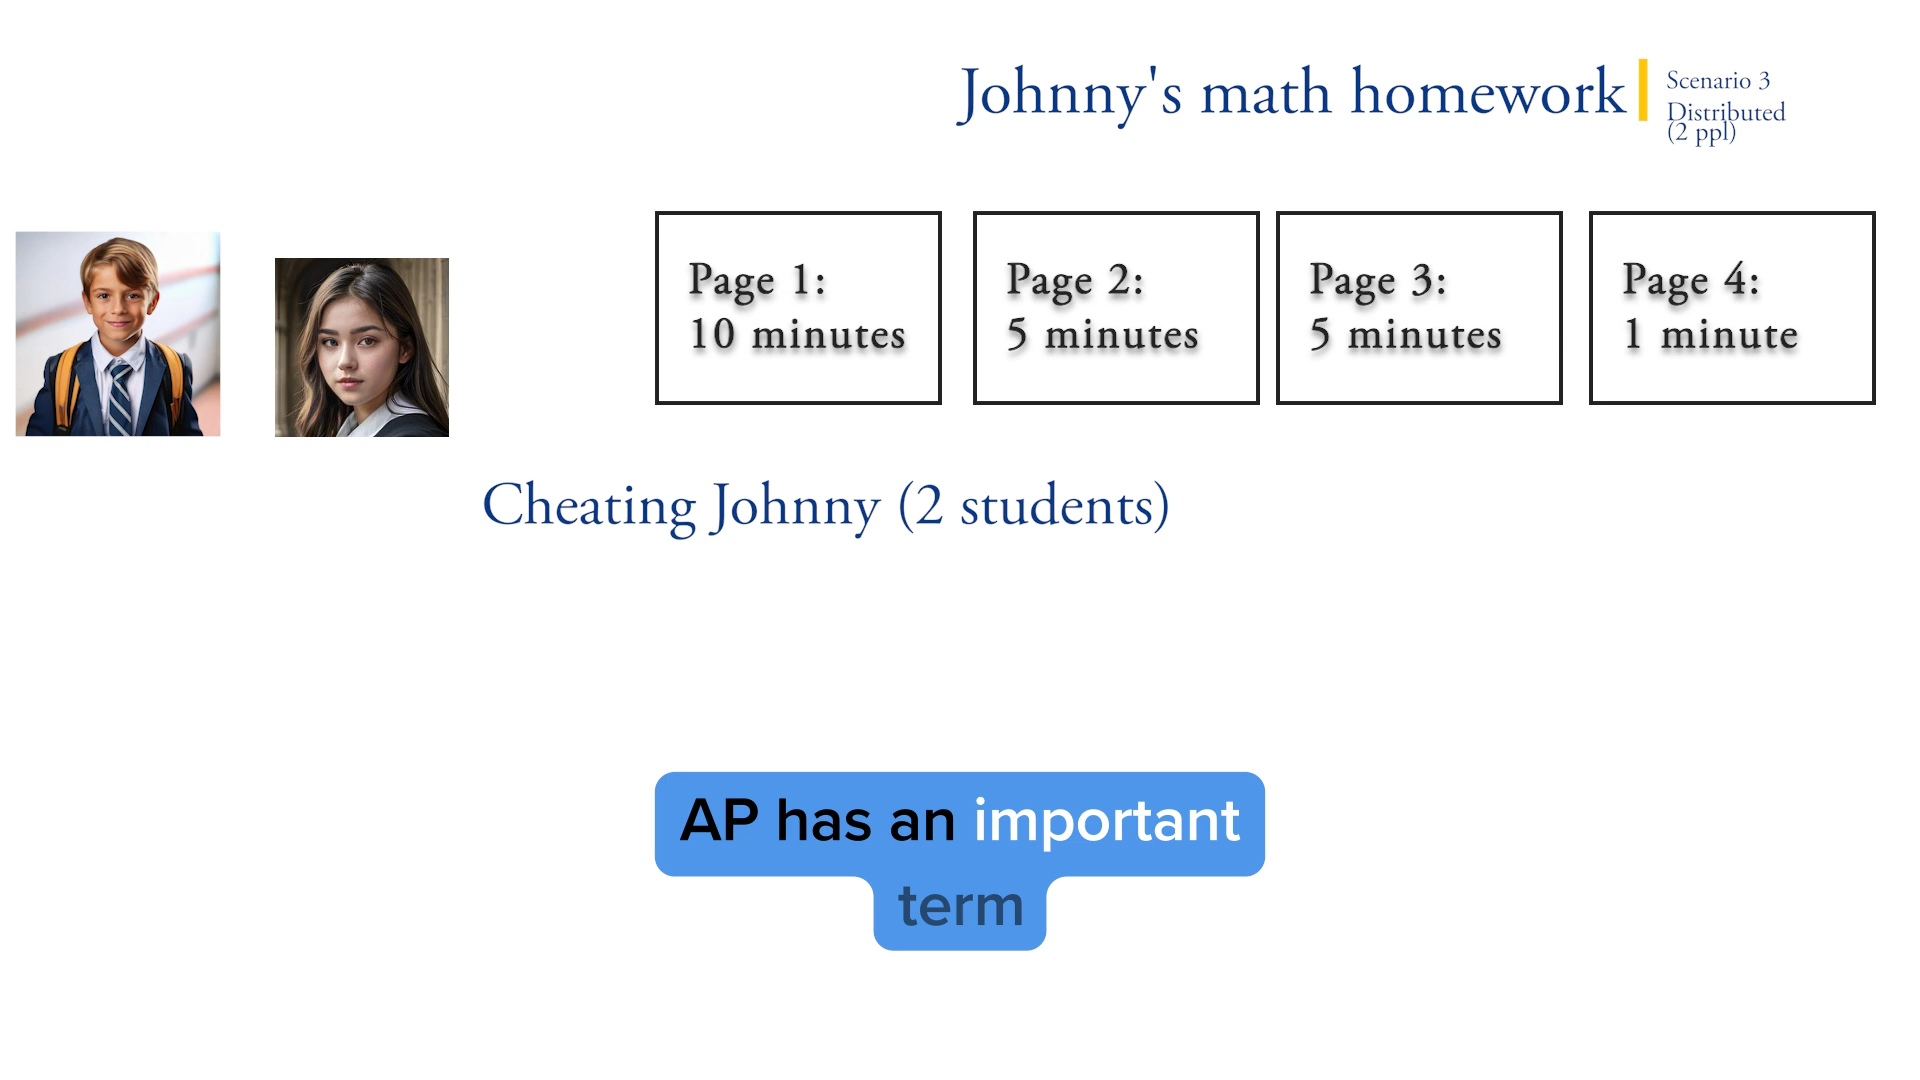 Johnny's math homework
Scenario 3
Distributed
(2 ppl)
Page 1:
10 minutes
Page 2:
5 minutes
Page 3:
5 minutes
Page 4:
1 minute
Cheating Johnny (2 students)
AP has an important
term